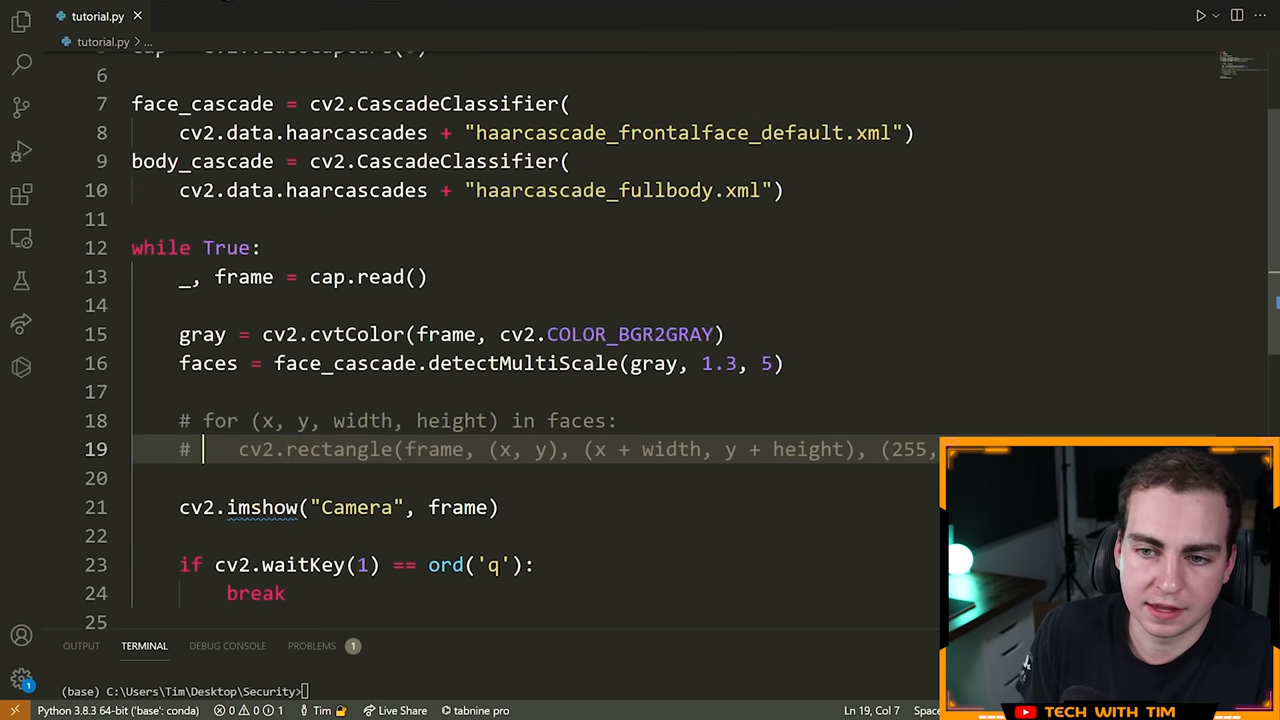 tutorial.py
tutorial.py > ...
6
7 face_cascade = cv2.CascadeClassifier(
8 cv2.data.haarcascades + "haarcascade_frontalface_default.xml")
9 body_cascade = cv2.CascadeClassifier(
10 cv2.data.haarcascades + "haarcascade_fullbody.xml")
11
12 while True:
13 _, frame = cap.read()
14
15 gray = cv2.cvtColor(frame, cv2.COLOR_BGR2GRAY)
16 faces = face_cascade.detectMultiScale(gray, 1.3, 5)
17
18 # for (x, y, width, height) in faces:
19 # cv2.rectangle(frame, (x, y), (x + width, y + height), (255,
20
21 cv2.imshow("Camera", frame)
22
23 if cv2.waitKey(1) == ord('q'):
24 break
25
OUTPUT TERMINAL DEBUG CONSOLE PROBLEMS 1
(base) C:\Users\Tim\Desktop\Security>
1 Python 3.8.3 64-bit ('base': conda) 0 0 1 Tim Live Share tabnine pro Ln 19, Col 7
TECH WITH TIM